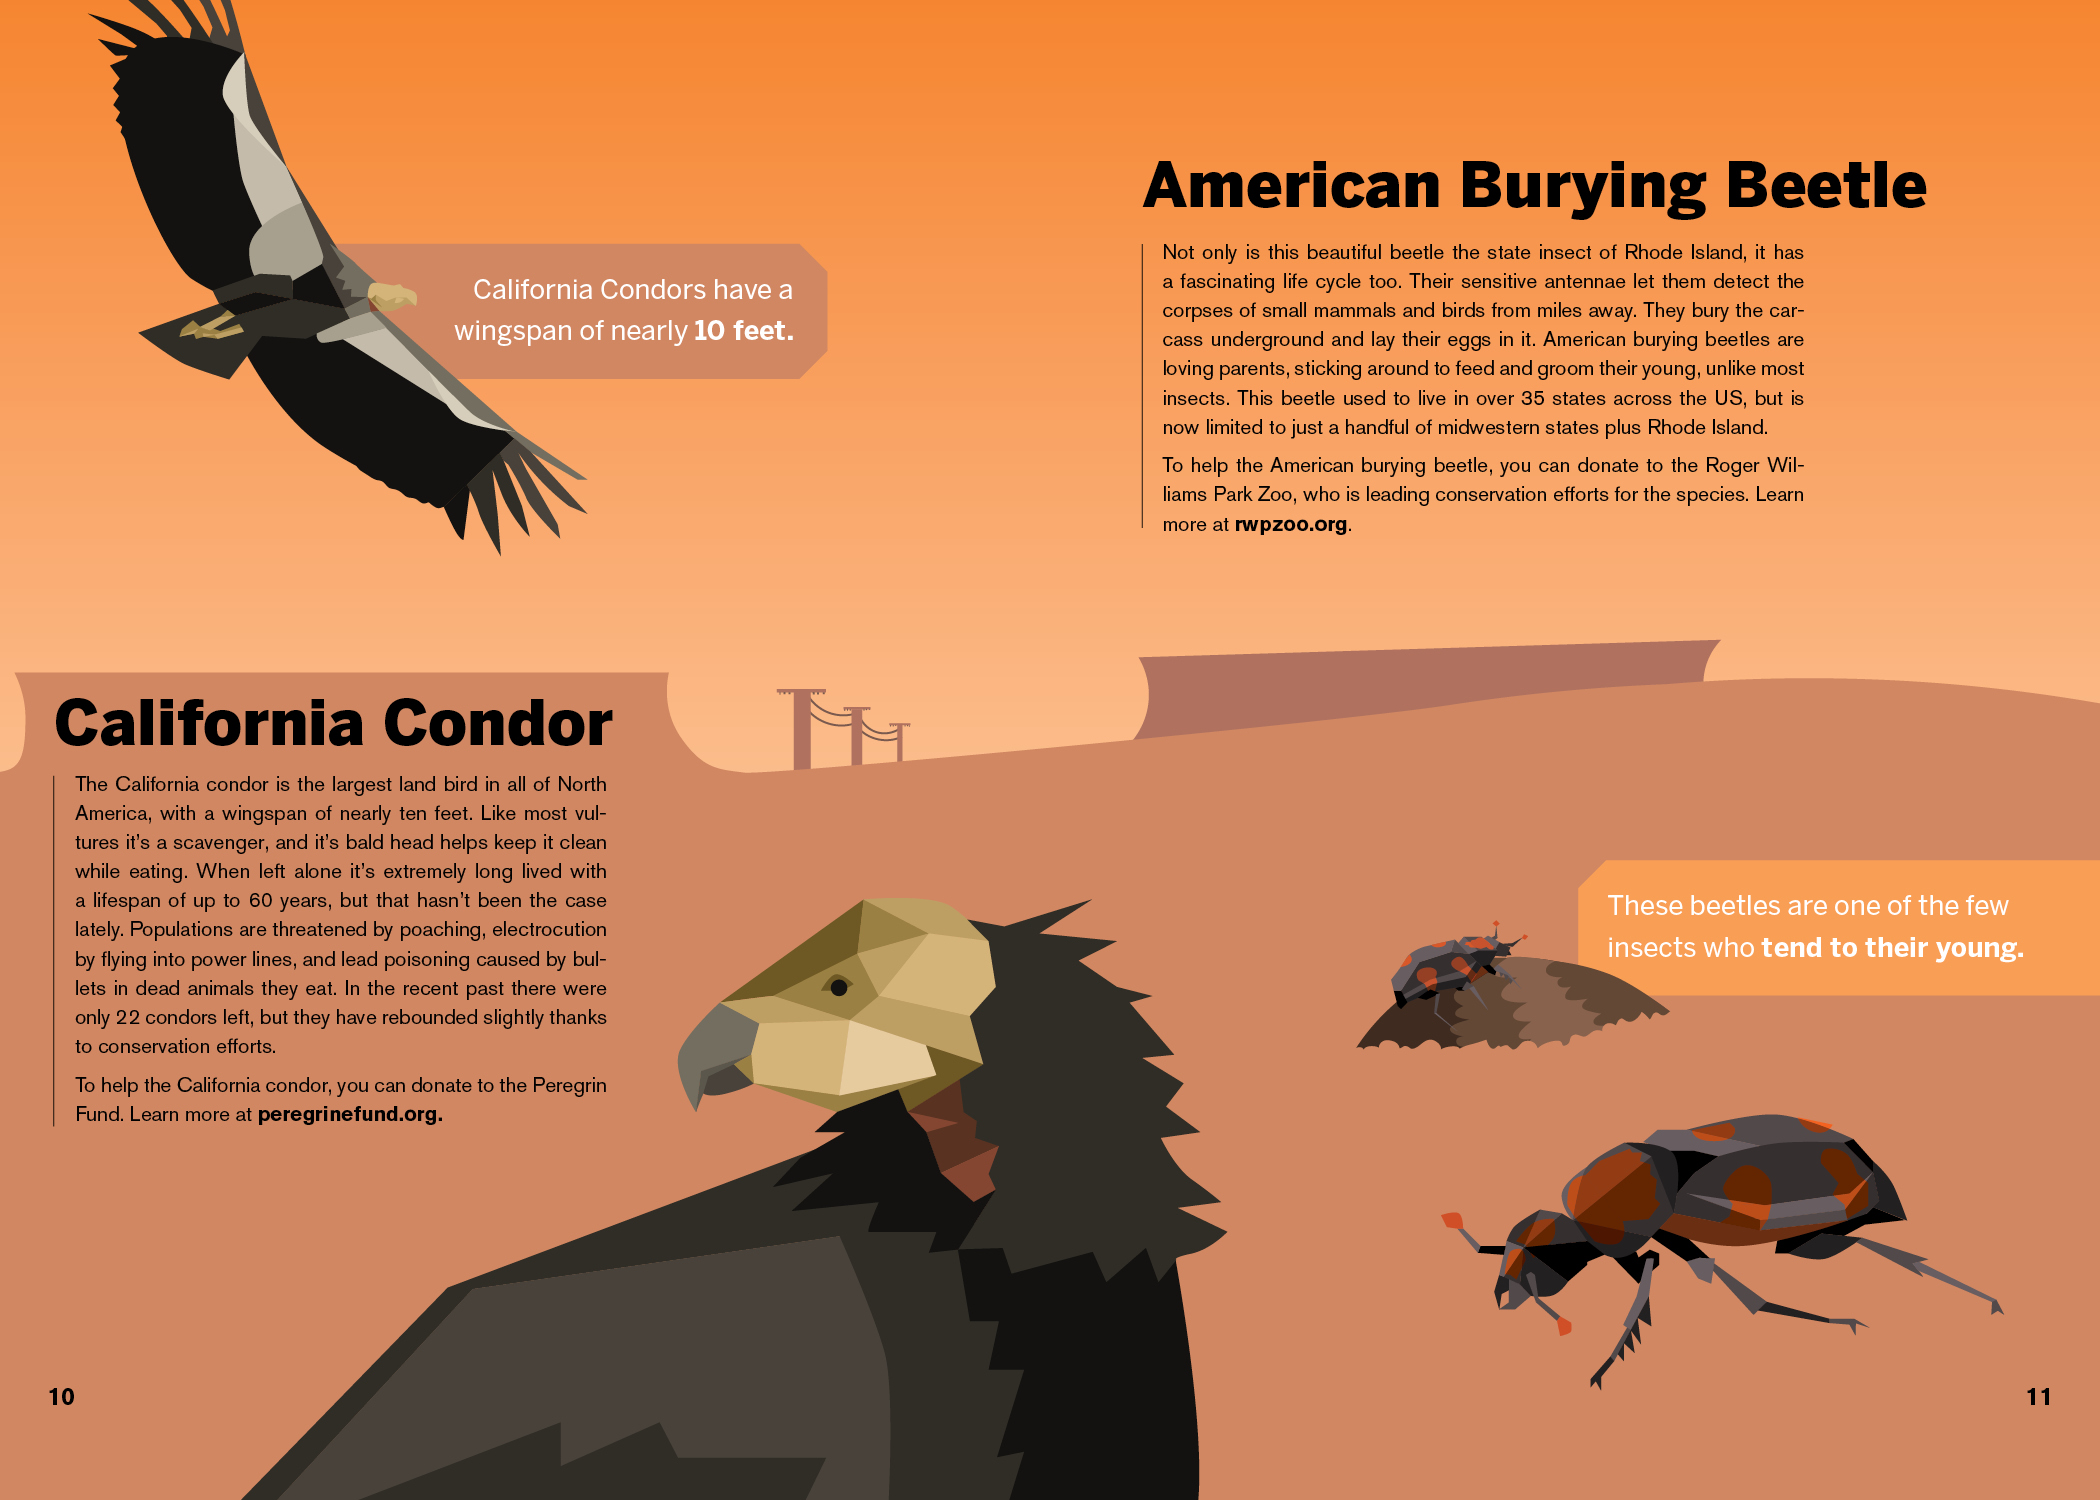 California Condors have a
wingspan of nearly 10 feet.
California Condor
The California condor is the largest land bird in all of North
America, with a wingspan of nearly ten feet. Like most vul-
tures it's a scavenger, and it's bald head helps keep it clean
while eating. When left alone it's extremely long lived with
a lifespan of up to 60 years, but that hasn't been the case
lately. Populations are threatened by poaching, electrocution
by flying into power lines, and lead poisoning caused by bul-
lets in dead animals they eat. In the recent past there were
only 22 condors left, but they have rebounded slightly thanks
to conservation efforts.
To help the California condor, you can donate to the Peregrin
Fund. Learn more at peregrinefund.org.
10
American Burying Beetle
Not only is this beautiful beetle the state insect of Rhode Island, it has
a fascinating life cycle too. Their sensitive antennae let them detect the
corpses of small mammals and birds from miles away. They bury the car-
cass underground and lay their eggs in it. American burying beetles are
loving parents, sticking around to feed and groom their young, unlike most
insects. This beetle used to live in over 35 states across the US, but is
now limited to just a handful of midwestern states plus Rhode Island.
To help the American burying beetle, you can donate to the Roger Wil-
liams Park Zoo, who is leading conservation efforts for the species. Learn
more at rwpzoo.org.
These beetles are one of the few
insects who tend to their young.
11